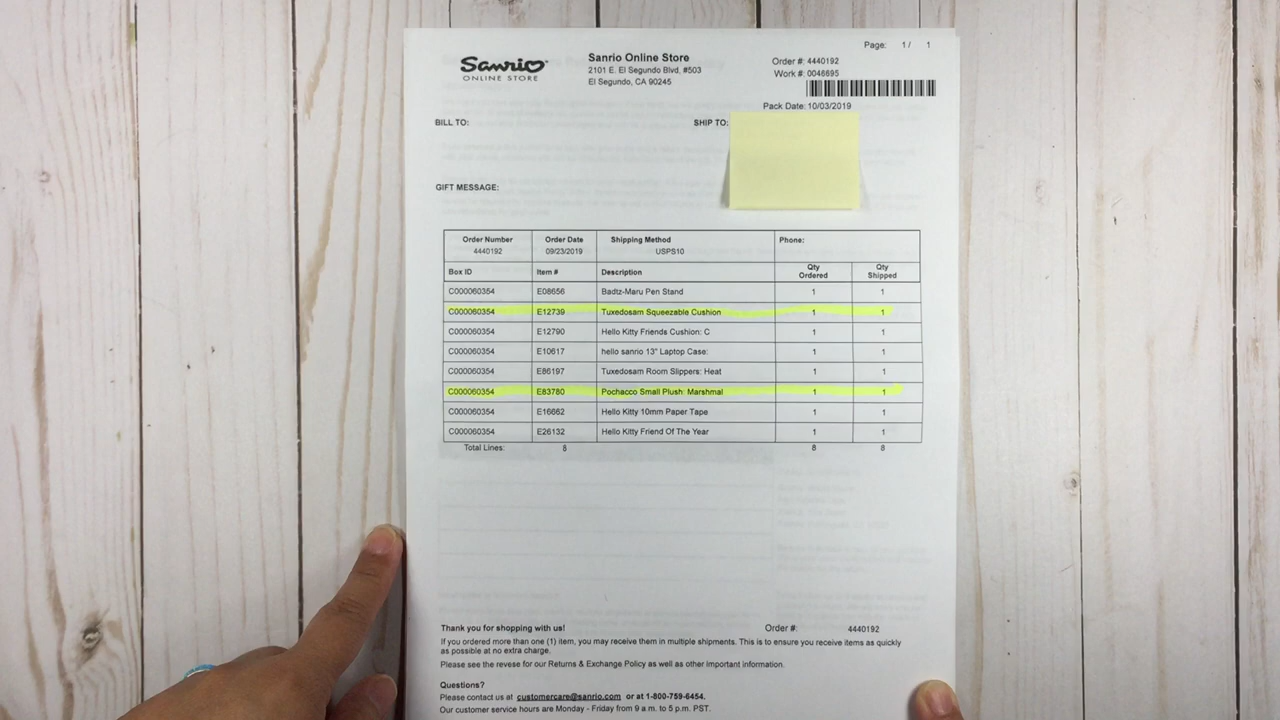 Page: 1 / 1
Sanrio
ONLINE STORE
Sanrio Online Store
2101 E. El Segundo Blvd, #503
El Segundo, CA 90245
Order #: 4440192
Work #: 0046695
Pack Date: 10/03/2019
BILL TO:
SHIP TO:
GIFT MESSAGE:
Order Number Order Date Shipping Method Phone:
4440192 09/23/2019 USPS10
Box ID Item # Description Qty Ordered Qty Shipped
C000060354 E08656 Badtz-Maru Pen Stand 1 1
C000060354 E12739 Tuxedosam Squeezable Cushion 1 1
C000060354 E12790 Hello Kitty Friends Cushion: C 1 1
C000060354 E10617 hello sanrio 13" Laptop Case: 1 1
C000060354 E86197 Tuxedosam Room Slippers: Heat 1 1
C000060354 E83780 Pochacco Small Plush: Marshmal 1 1
C000060354 E16662 Hello Kitty 10mm Paper Tape 1 1
C000060354 E26132 Hello Kitty Friend Of The Year 1 1
Total Lines: 8 8 8
Thank you for shopping with us! Order #: 4440192
If you ordered more than one (1) item, you may receive them in multiple shipments. This is to ensure you receive items as quickly
as possible at no extra charge.
Please see the revese for our Returns & Exchange Policy as well as other important information.
Questions?
Please contact us at customercare@sanrio.com or at 1-800-759-6454.
Our customer service hours are Monday - Friday from 9 a.m. to 5 p.m. PST.